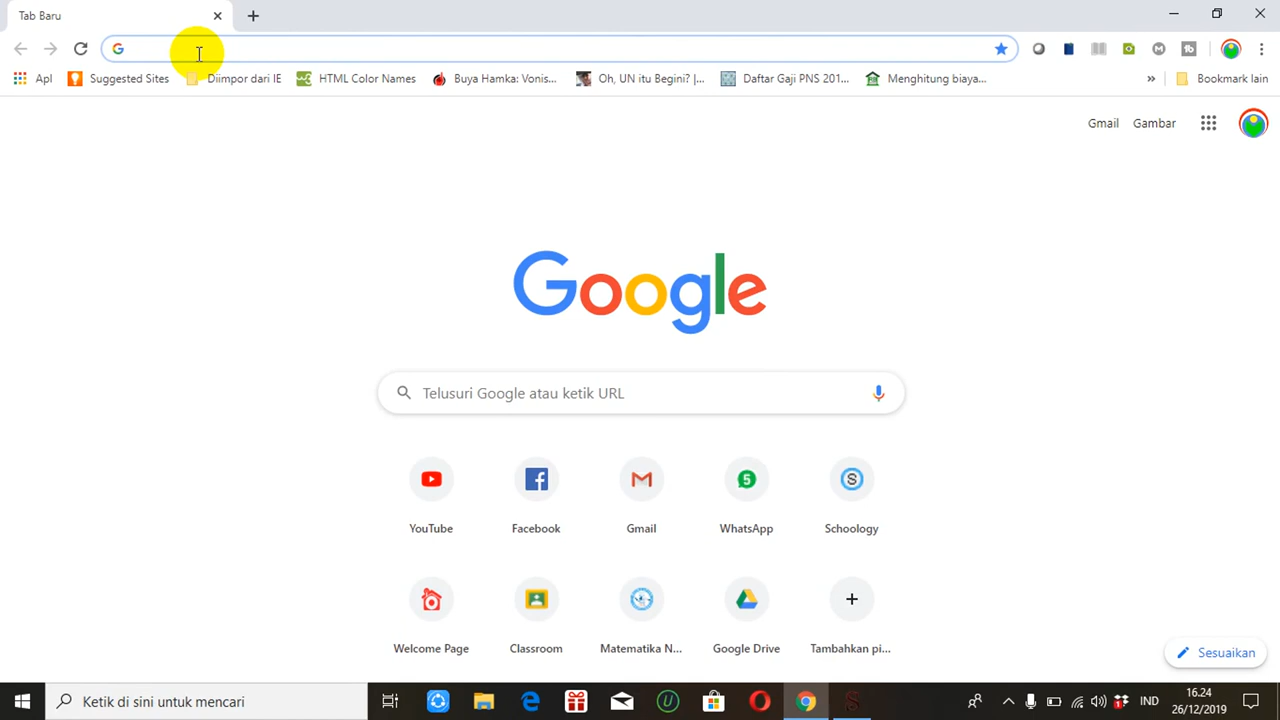 Tab Baru
Apl Suggested Sites Diimpor dari IE HTML Color Names Buya Hamka: Vonis... Oh, UN itu Begini? |... Daftar Gaji PNS 201... Menghitung biaya... » Bookmark lain
Gmail Gambar
Google
Telusuri Google atau ketik URL
YouTube Facebook Gmail WhatsApp Schoology
Welcome Page Classroom Matematika N... Google Drive Tambahkan pi...
Sesuaikan
Ketik di sini untuk mencari
IND
16.24
26/12/2019